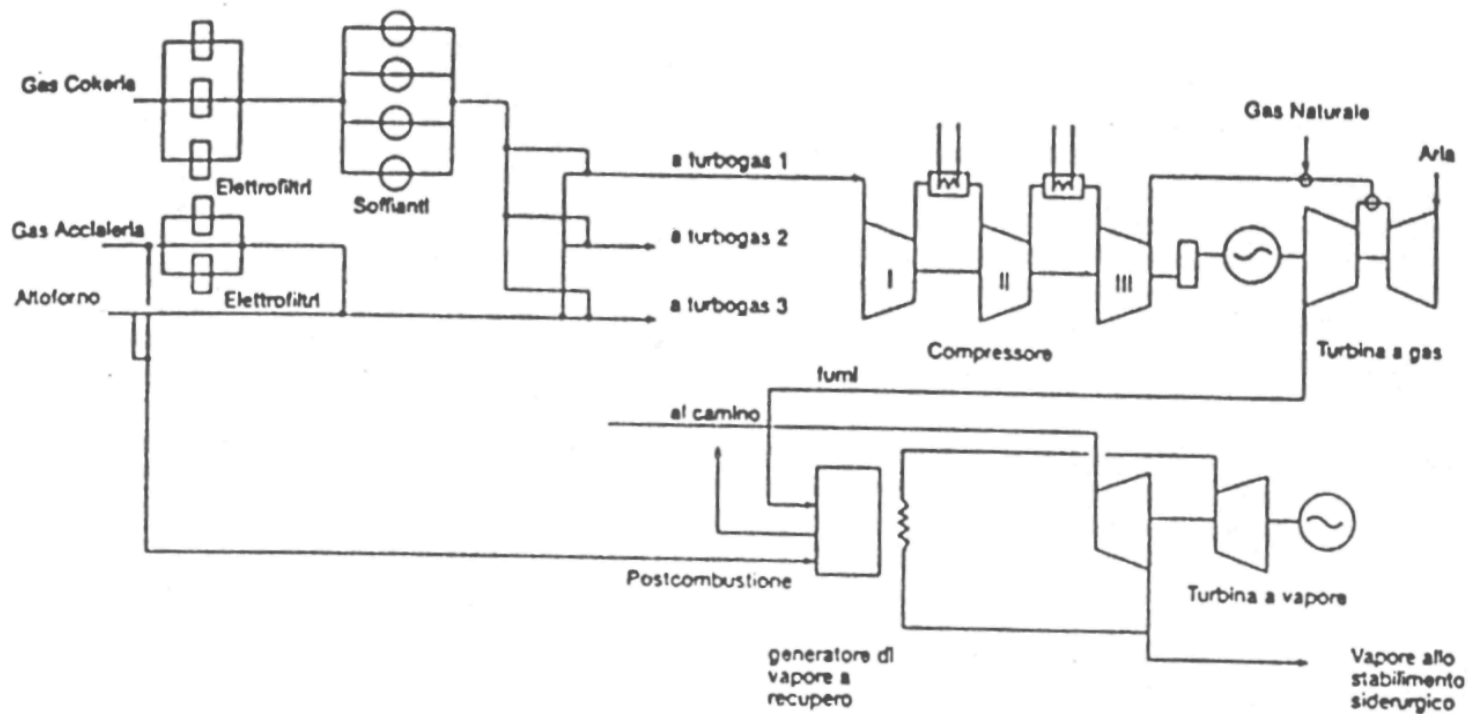 Gas Cokeria
Elettrofiltri
Soffianti
Gas Acciaieria
Elettrofiltri
Altoforno
a turbogas 1
a turbogas 2
a turbogas 3
I
II
III
Compressore
Gas Naturale
Aria
Turbina a gas
fumi
al camino
Postcombustione
generatore di
vapore a
recupero
Turbina a vapore
Vapore allo
stabilimento
siderurgico